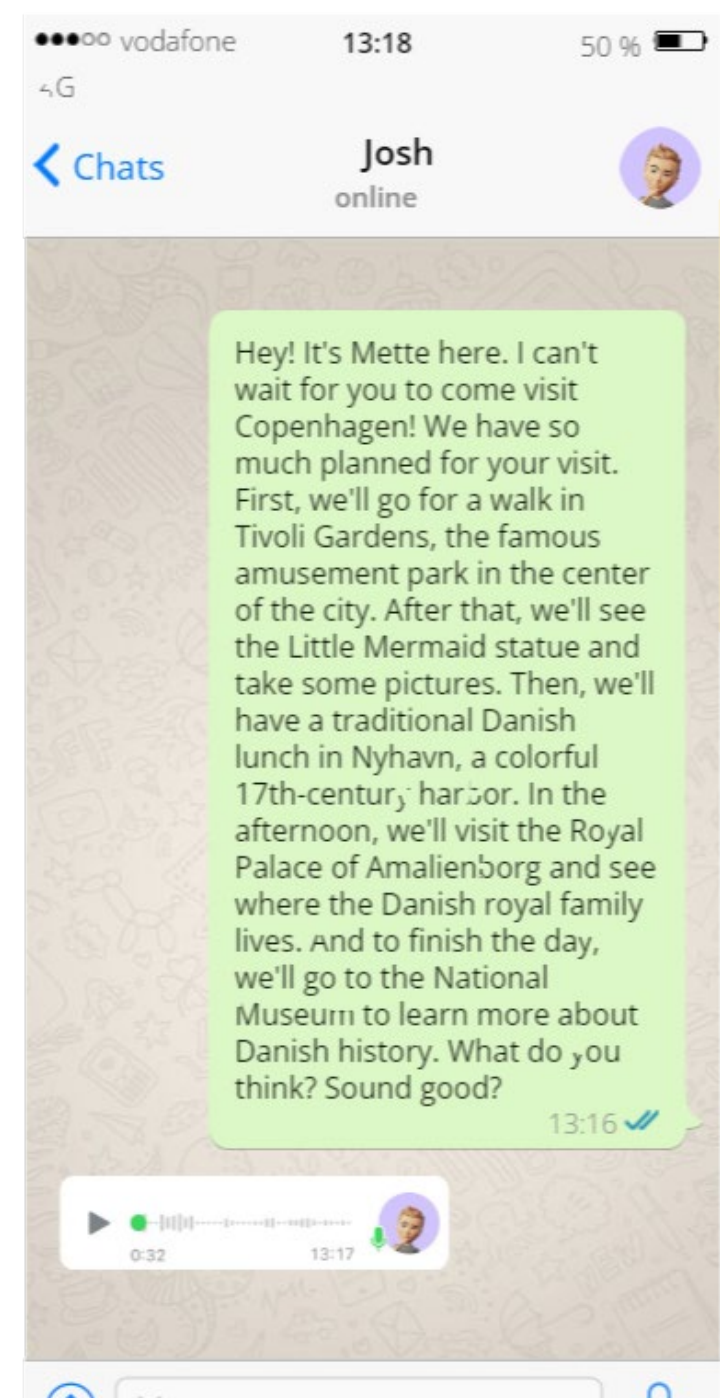 vodafone 13:18 50 %
4G
Chats
Josh
online
Hey! It's Mette here. I can't
wait for you to come visit
Copenhagen! We have so
much planned for your visit.
First, we'll go for a walk in
Tivoli Gardens, the famous
amusement park in the center
of the city. After that, we'll see
the Little Mermaid statue and
take some pictures. Then, we'll
have a traditional Danish
lunch in Nyhavn, a colorful
17th-century harbor. In the
afternoon, we'll visit the Royal
Palace of Amalienborg and see
where the Danish royal family
lives. And to finish the day,
we'll go to the National
Museum to learn more about
Danish history. What do you
think? Sound good?
13:16
0:32 13:17